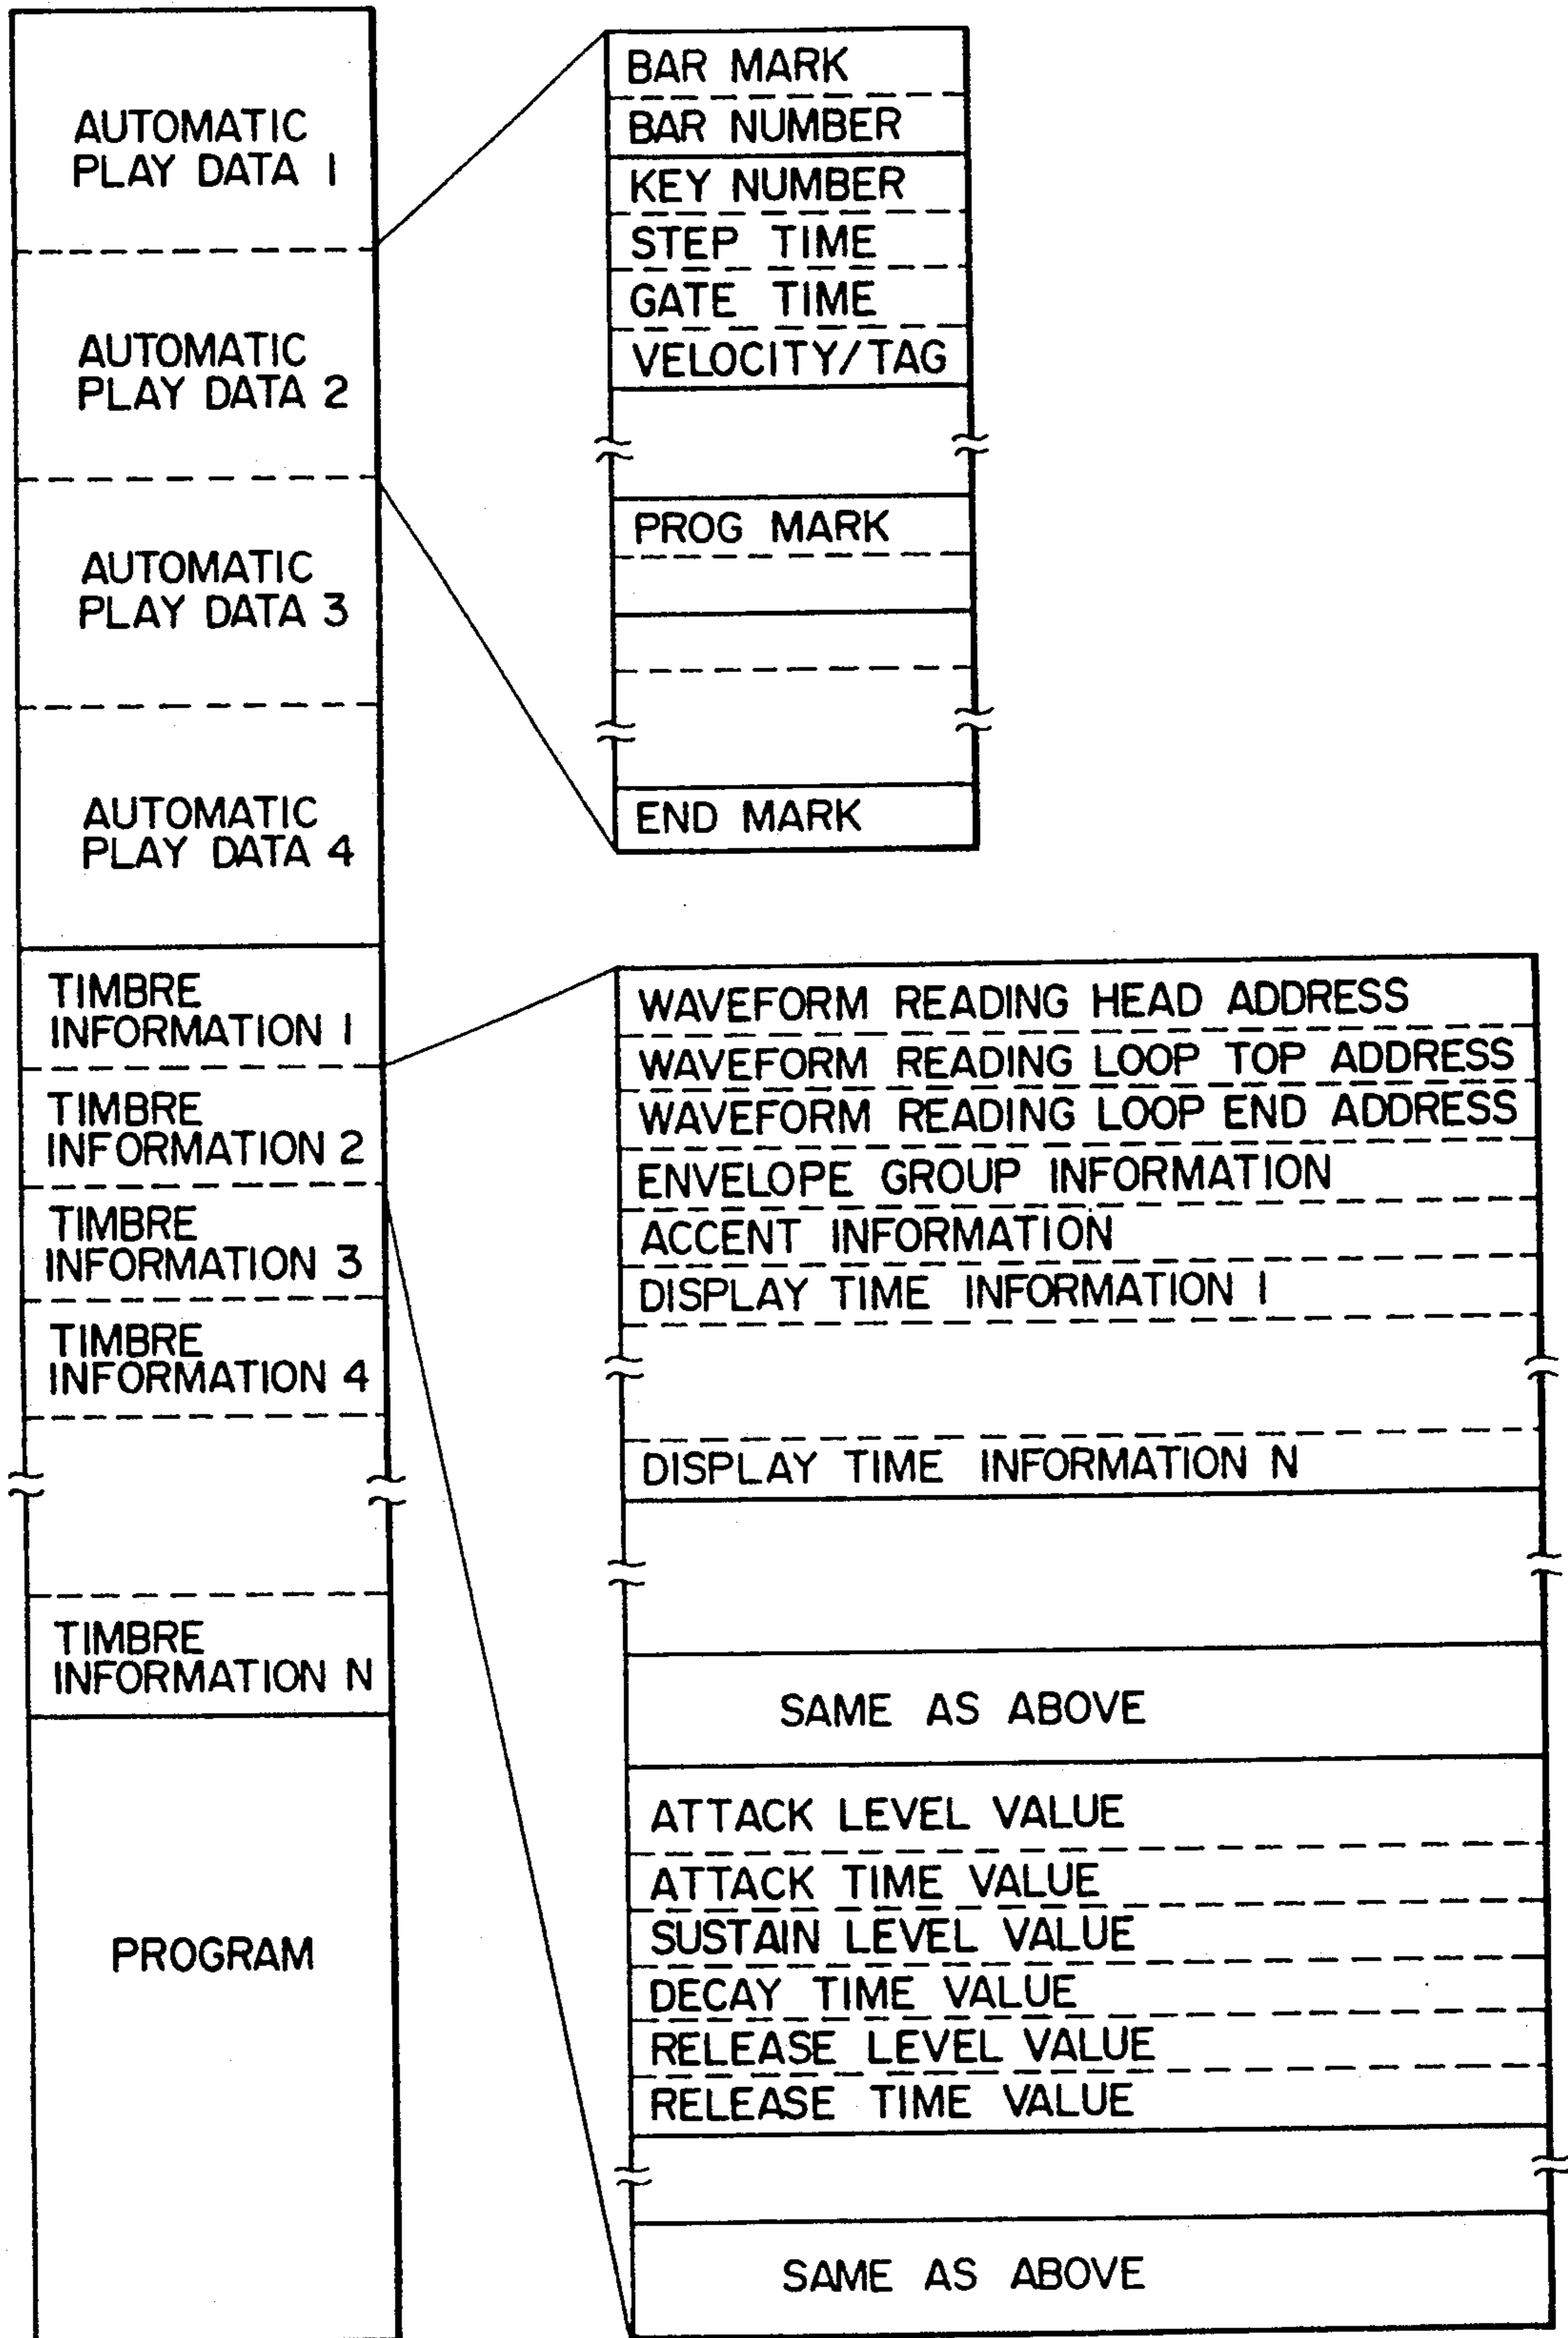 AUTOMATIC
PLAY DATA 1
AUTOMATIC
PLAY DATA 2
AUTOMATIC
PLAY DATA 3
AUTOMATIC
PLAY DATA 4
TIMBRE
INFORMATION 1
TIMBRE
INFORMATION 2
TIMBRE
INFORMATION 3
TIMBRE
INFORMATION 4
TIMBRE
INFORMATION N
PROGRAM
BAR MARK
BAR NUMBER
KEY NUMBER
STEP TIME
GATE TIME
VELOCITY/TAG
PROG MARK
END MARK
WAVEFORM READING HEAD ADDRESS
WAVEFORM READING LOOP TOP ADDRESS
WAVEFORM READING LOOP END ADDRESS
ENVELOPE GROUP INFORMATION
ACCENT INFORMATION
DISPLAY TIME INFORMATION 1
DISPLAY TIME INFORMATION N
SAME AS ABOVE
ATTACK LEVEL VALUE
ATTACK TIME VALUE
SUSTAIN LEVEL VALUE
DECAY TIME VALUE
RELEASE LEVEL VALUE
RELEASE TIME VALUE
SAME AS ABOVE